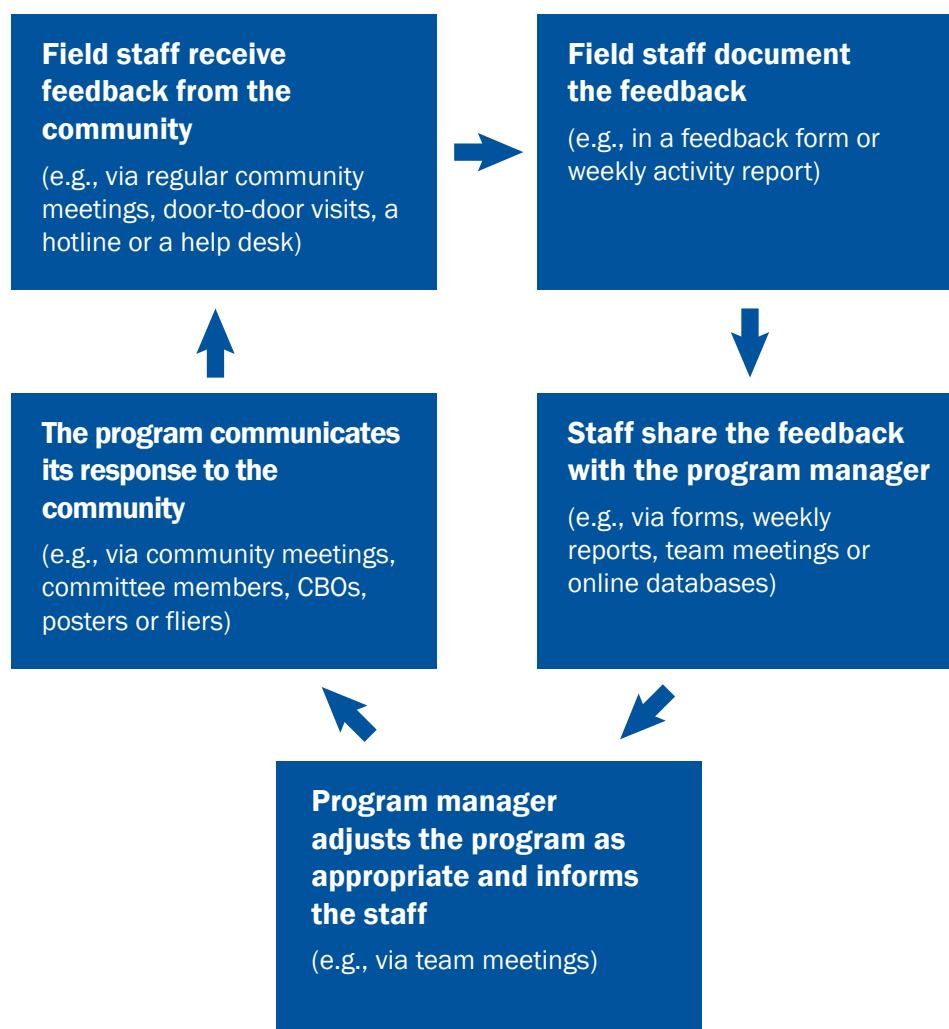 Field staff receive
feedback from the
community
(e.g., via regular community
meetings, door-to-door visits, a
hotline or a help desk)
Field staff document
the feedback
(e.g., in a feedback form or
weekly activity report)
Staff share the feedback
with the program manager
(e.g., via forms, weekly
reports, team meetings or
online databases)
Program manager
adjusts the program as
appropriate and informs
the staff
(e.g., via team meetings)
The program communicates
its response to the
community
(e.g., via community meetings,
committee members, CBOs,
posters or fliers)